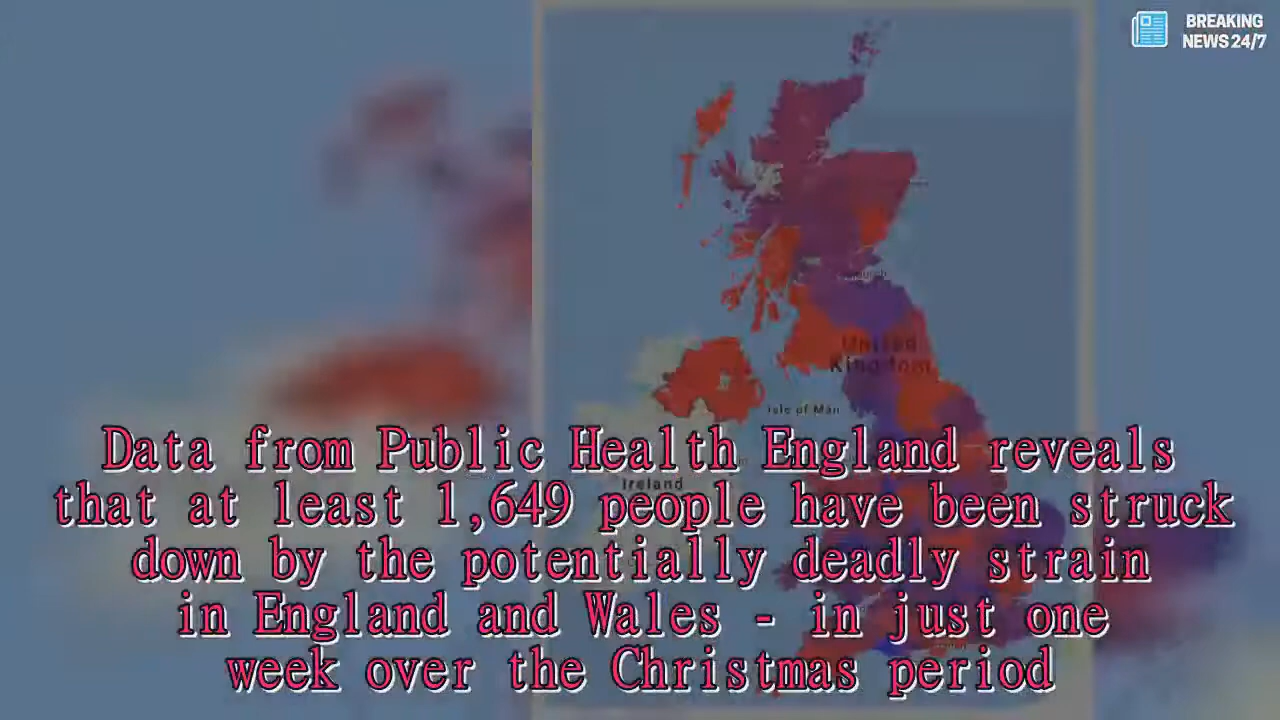 BREAKING
NEWS 24/7
United
Kingdom
Isle of Man
Ireland
Data from Public Health England reveals
that at least 1,649 people have been struck
down by the potentially deadly strain
in England and Wales - in just one
week over the Christmas period